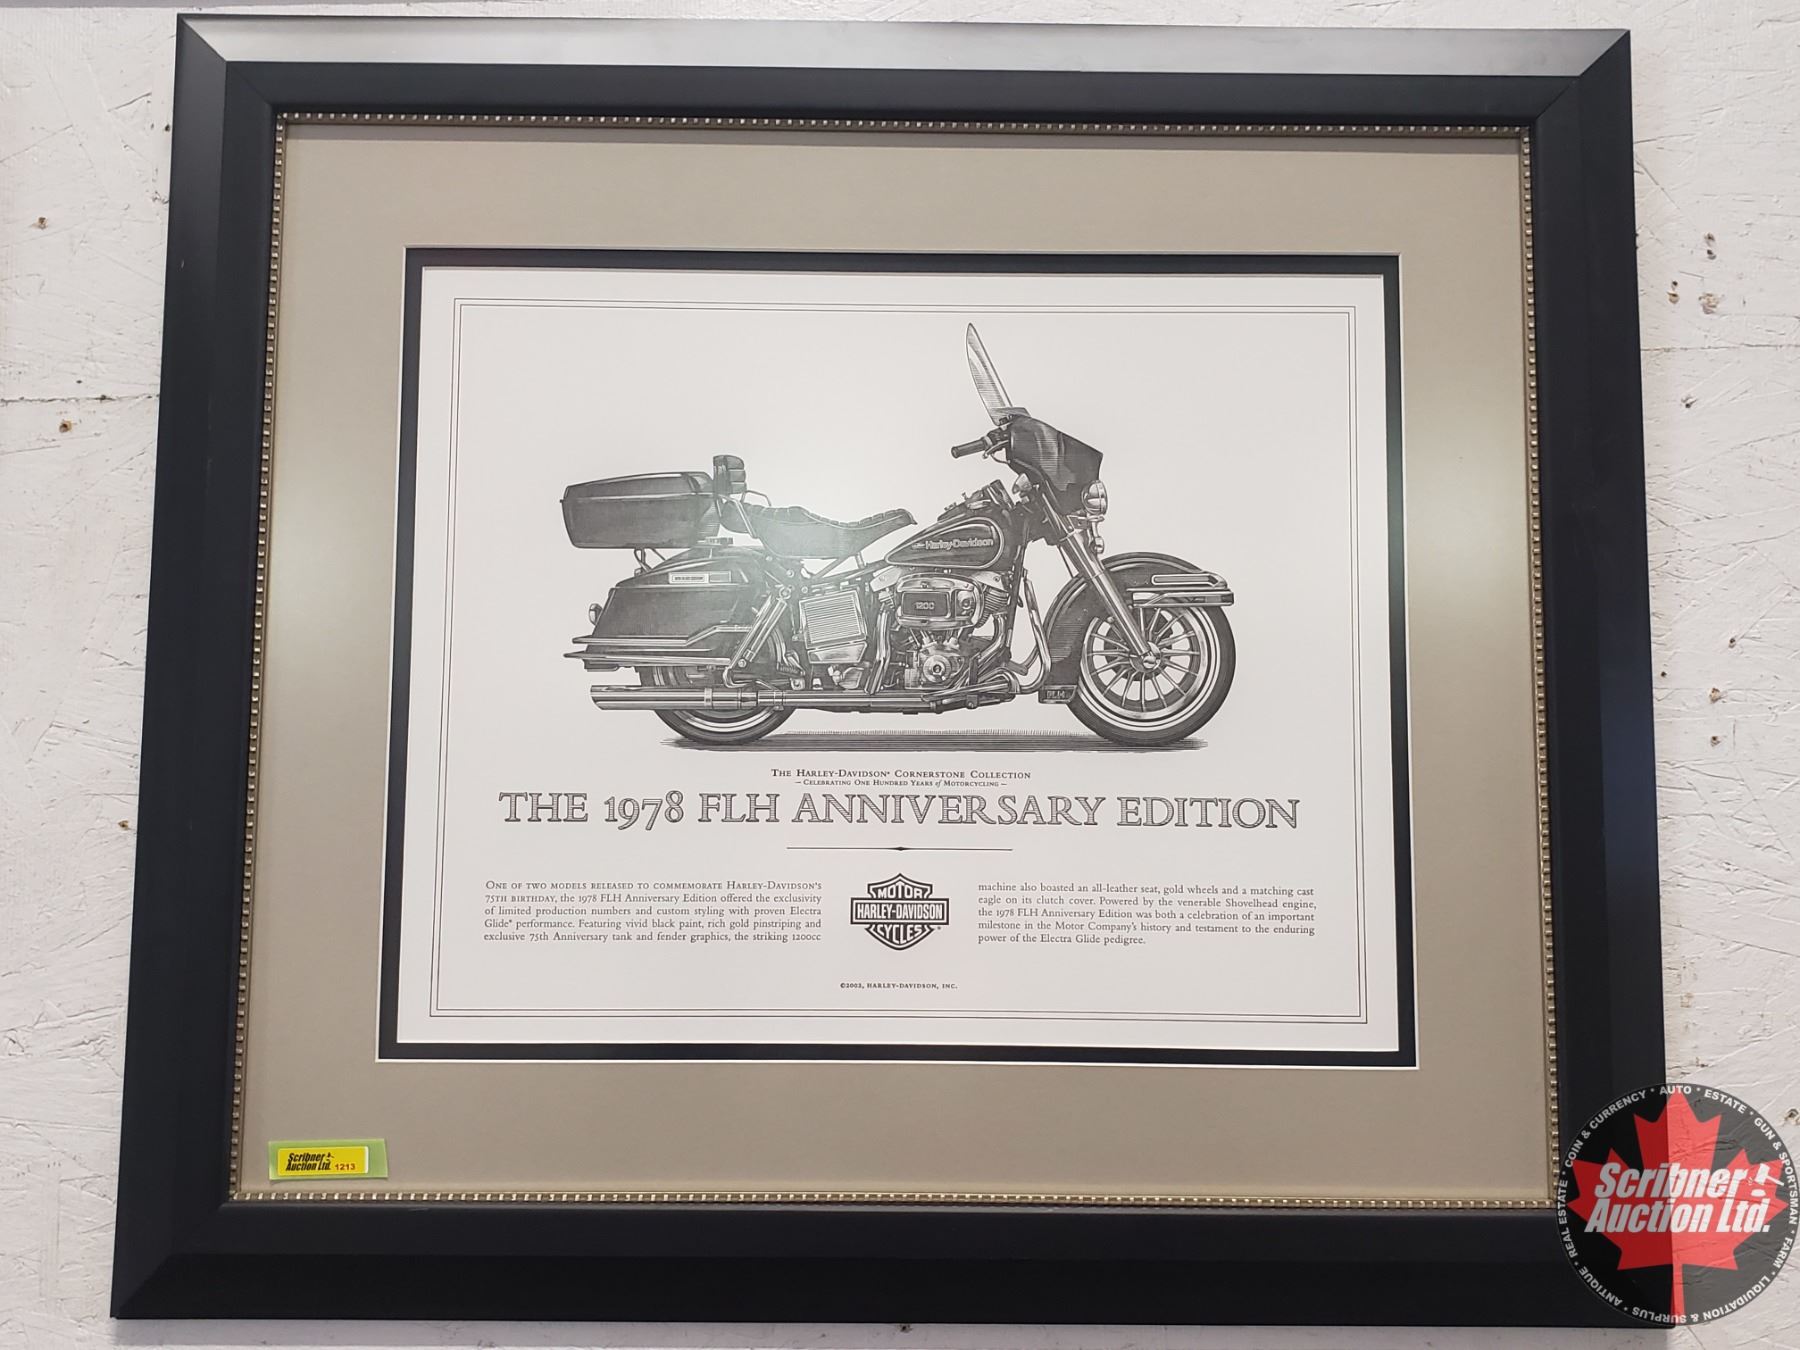 Harley-Davidson
1200
FLH
THE HARLEY-DAVIDSON® CORNERSTONE COLLECTION
– CELEBRATING ONE HUNDRED YEARS of MOTORCYCLING –
THE 1978 FLH ANNIVERSARY EDITION
ONE OF TWO MODELS RELEASED TO COMMEMORATE HARLEY-DAVIDSON'S
75TH BIRTHDAY, the 1978 FLH Anniversary Edition offered the exclusivity
of limited production numbers and custom styling with proven Electra
Glide® performance. Featuring vivid black paint, rich gold pinstriping and
exclusive 75th Anniversary tank and fender graphics, the striking 1200cc
MOTOR
HARLEY-DAVIDSON
CYCLES
machine also boasted an all-leather seat, gold wheels and a matching cast
eagle on its clutch cover. Powered by the venerable Shovelhead engine,
the 1978 FLH Anniversary Edition was both a celebration of an important
milestone in the Motor Company's history and testament to the enduring
power of the Electra Glide pedigree.
©2002, HARLEY-DAVIDSON, INC.
Scribner
Auction Ltd. 1213
COIN & CURRENCY * AUTO * ESTATE * GUN & SPORTSMAN * FARM * LIQUIDATION & SURPLUS * ANTIQUE * REAL ESTATE *
Scribner
Auction Ltd.